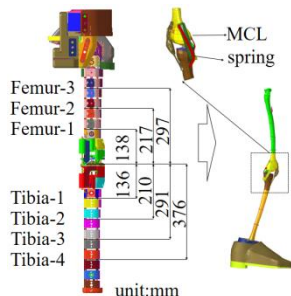 MCL
spring
Femur-3
Femur-2
Femur-1
138
217
297
136
210
291
376
Tibia-1
Tibia-2
Tibia-3
Tibia-4
unit:mm